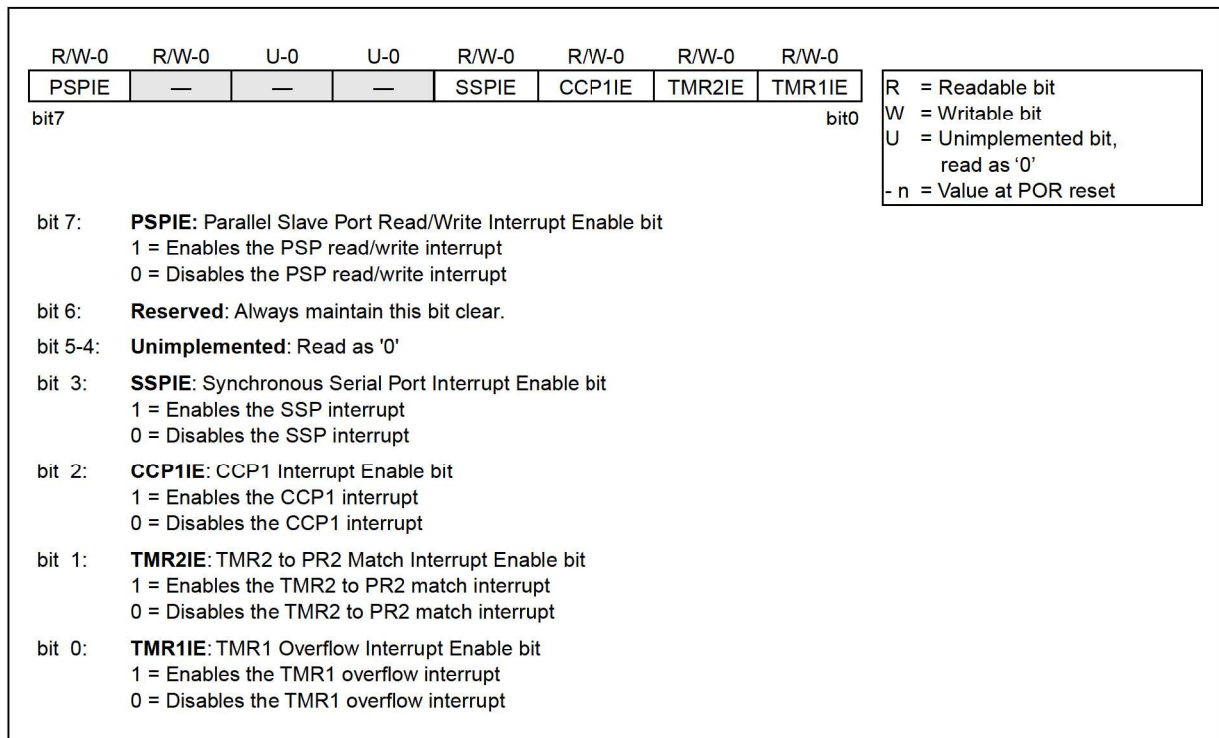 R/W-0 R/W-0 U-0 U-0 R/W-0 R/W-0 R/W-0 R/W-0
PSPIE — — — SSPIE CCP1IE TMR2IE TMR1IE
bit7 bit0
R = Readable bit
W = Writable bit
U = Unimplemented bit,
read as ‘0’
- n = Value at POR reset
bit 7: PSPIE: Parallel Slave Port Read/Write Interrupt Enable bit
1 = Enables the PSP read/write interrupt
0 = Disables the PSP read/write interrupt
bit 6: Reserved: Always maintain this bit clear.
bit 5-4: Unimplemented: Read as '0'
bit 3: SSPIE: Synchronous Serial Port Interrupt Enable bit
1 = Enables the SSP interrupt
0 = Disables the SSP interrupt
bit 2: CCP1IE: CCP1 Interrupt Enable bit
1 = Enables the CCP1 interrupt
0 = Disables the CCP1 interrupt
bit 1: TMR2IE: TMR2 to PR2 Match Interrupt Enable bit
1 = Enables the TMR2 to PR2 match interrupt
0 = Disables the TMR2 to PR2 match interrupt
bit 0: TMR1IE: TMR1 Overflow Interrupt Enable bit
1 = Enables the TMR1 overflow interrupt
0 = Disables the TMR1 overflow interrupt